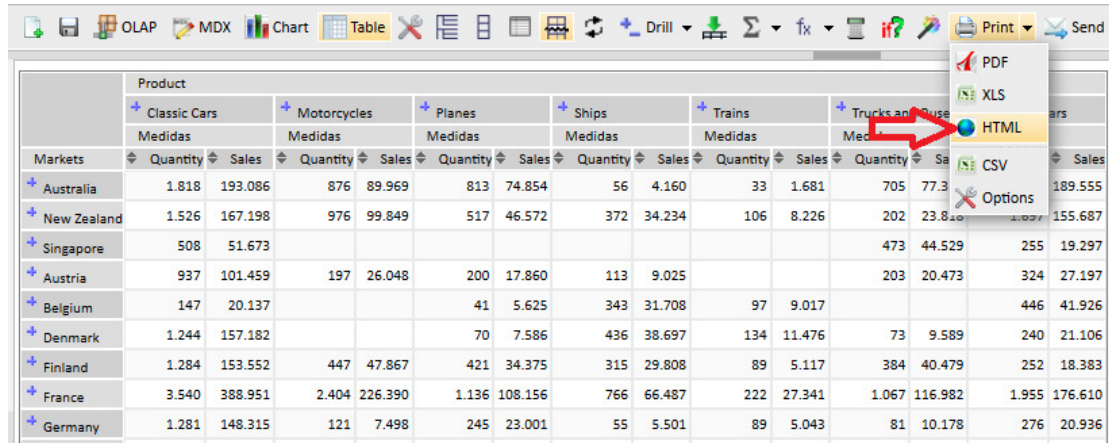 OLAP MDX Chart Table Drill Σ fx if? Print Send
PDF
XLS
HTML
CSV
Options
Product
Classic Cars Motorcycles Planes Ships Trains Trucks and
Medidas Medidas Medidas Medidas Medidas
Markets Quantity Sales Quantity Sales Quantity Sales Quantity Sales Quantity Sales Quantity Sales
Australia 1.818 193.086 876 89.969 813 74.854 56 4.160 33 1.681 705 77.3 189.555
New Zealand 1.526 167.198 976 99.849 517 46.572 372 34.234 106 8.226 202 23.818 1.697 155.687
Singapore 508 51.673 473 44.529 255 19.297
Austria 937 101.459 197 26.048 200 17.860 113 9.025 203 20.473 324 27.197
Belgium 147 20.137 41 5.625 343 31.708 97 9.017 446 41.926
Denmark 1.244 157.182 70 7.586 436 38.697 134 11.476 73 9.589 240 21.106
Finland 1.284 153.552 447 47.867 421 34.375 315 29.808 89 5.117 384 40.479 252 18.383
France 3.540 388.951 2.404 226.390 1.136 108.156 766 66.487 222 27.341 1.067 116.982 1.955 176.610
Germany 1.281 148.315 121 7.498 245 23.001 55 5.501 89 5.043 81 10.178 276 20.936